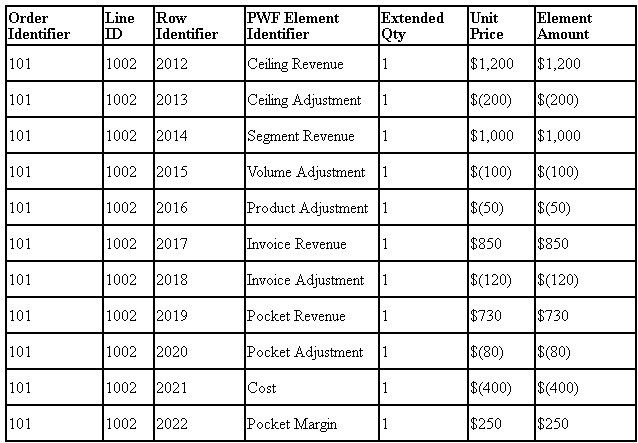 Order Identifier Line ID Row Identifier PWF Element Identifier Extended Qty Unit Price Element Amount
101 1002 2012 Ceiling Revenue 1 $1,200 $1,200
101 1002 2013 Ceiling Adjustment 1 $(200) $(200)
101 1002 2014 Segment Revenue 1 $1,000 $1,000
101 1002 2015 Volume Adjustment 1 $(100) $(100)
101 1002 2016 Product Adjustment 1 $(50) $(50)
101 1002 2017 Invoice Revenue 1 $850 $850
101 1002 2018 Invoice Adjustment 1 $(120) $(120)
101 1002 2019 Pocket Revenue 1 $730 $730
101 1002 2020 Pocket Adjustment 1 $(80) $(80)
101 1002 2021 Cost 1 $(400) $(400)
101 1002 2022 Pocket Margin 1 $250 $250